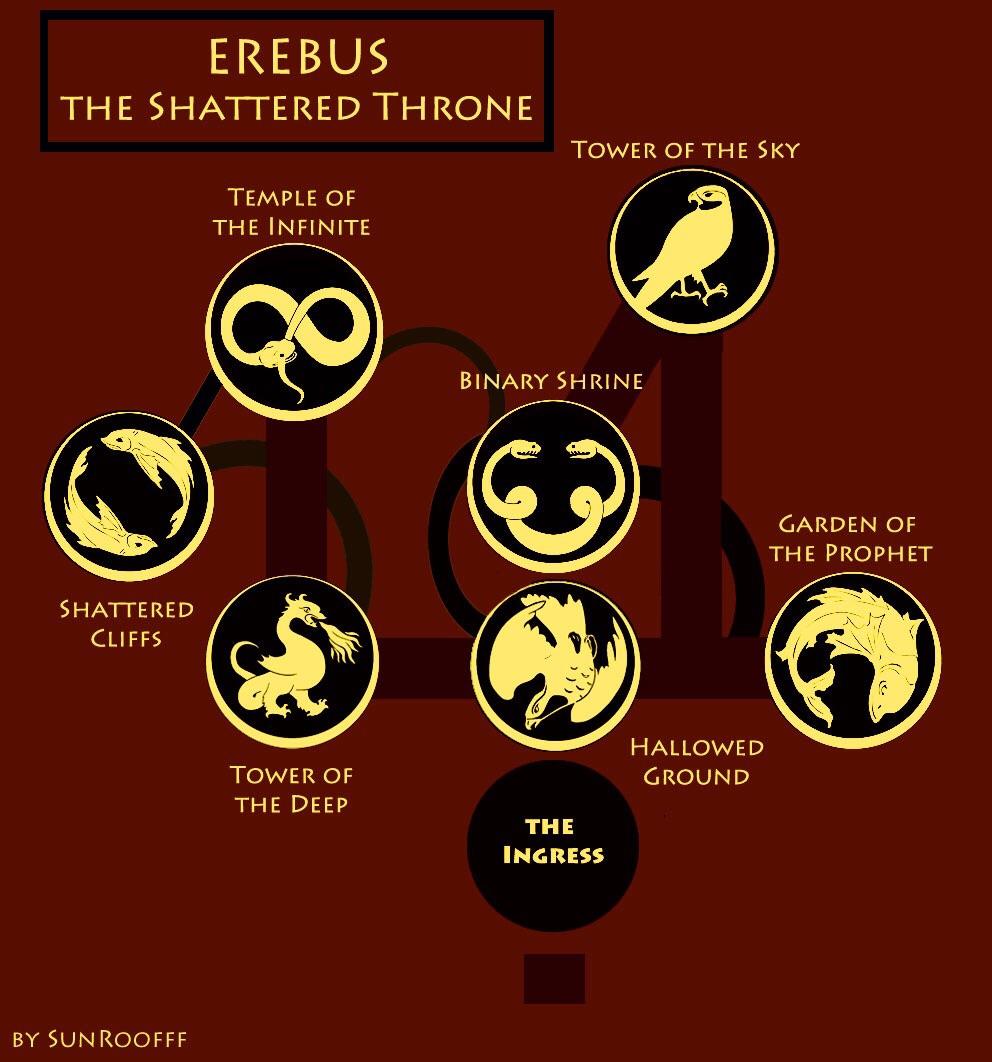 EREBUS
THE SHATTERED THRONE
TOWER OF THE SKY
TEMPLE OF
THE INFINITE
BINARY SHRINE
GARDEN OF
THE PROPHET
SHATTERED
CLIFFS
HALLOWED
GROUND
TOWER OF
THE DEEP
THE
INGRESS
BY SUNROOFFF